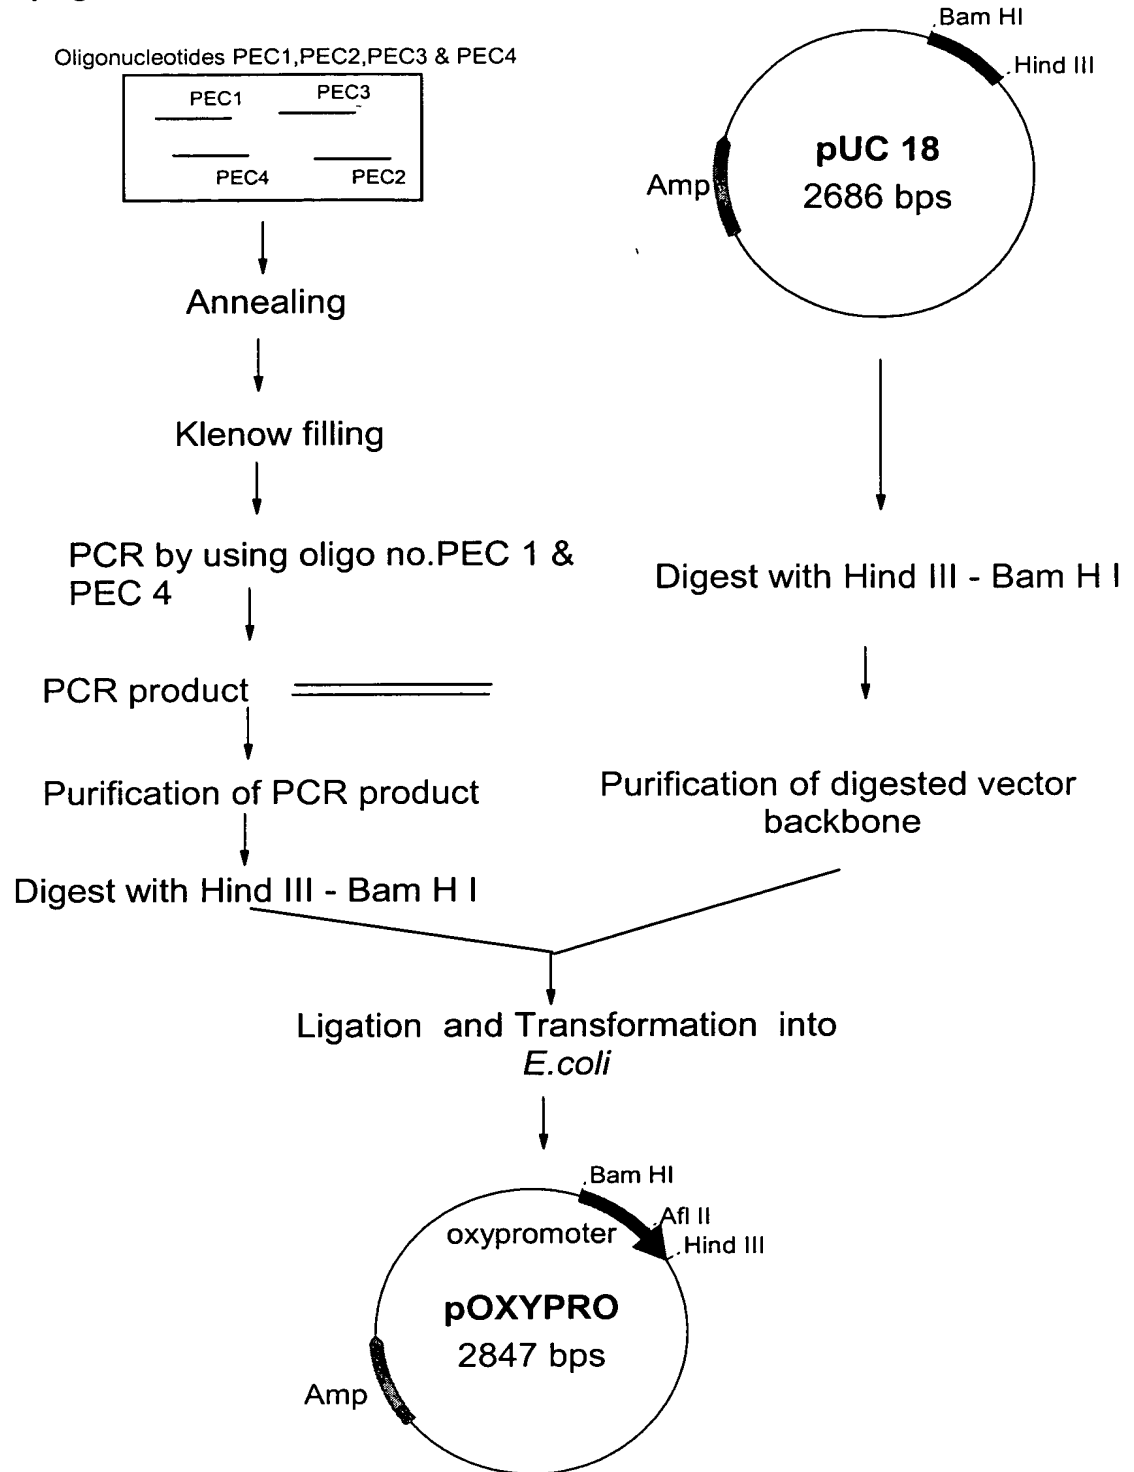 Oligonucleotides PEC1,PEC2,PEC3 & PEC4
PEC1
PEC3
PEC4
PEC2
Annealing
Klenow filling
PCR by using oligo no.PEC 1 &
PEC 4
PCR product
Purification of PCR product
Digest with Hind III - Bam H I
Bam HI
Hind III
pUC 18
2686 bps
Amp
Digest with Hind III - Bam H I
Purification of digested vector
backbone
Ligation and Transformation into
E.coli
Bam HI
Afl II
Hind III
oxypromoter
pOXYPRO
2847 bps
Amp